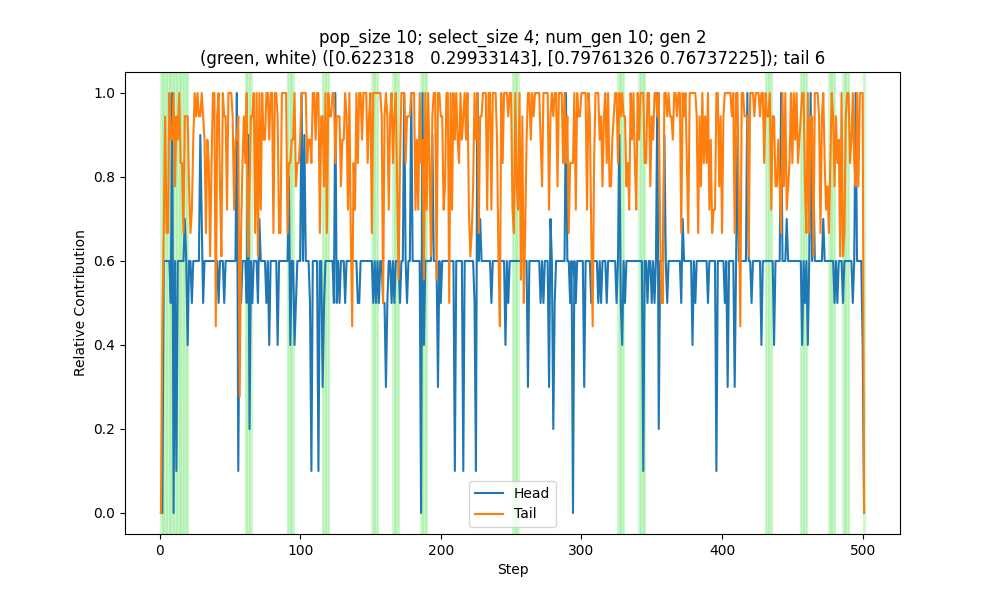 pop_size 10; select_size 4; num_gen 10; gen 2
(green, white) ([0.622318   0.29933143], [0.79761326 0.76737225]); tail 6
1.0
0.8
0.6
0.4
0.2
0.0
Relative Contribution
Head
Tail
0
100
200
300
400
500
Step